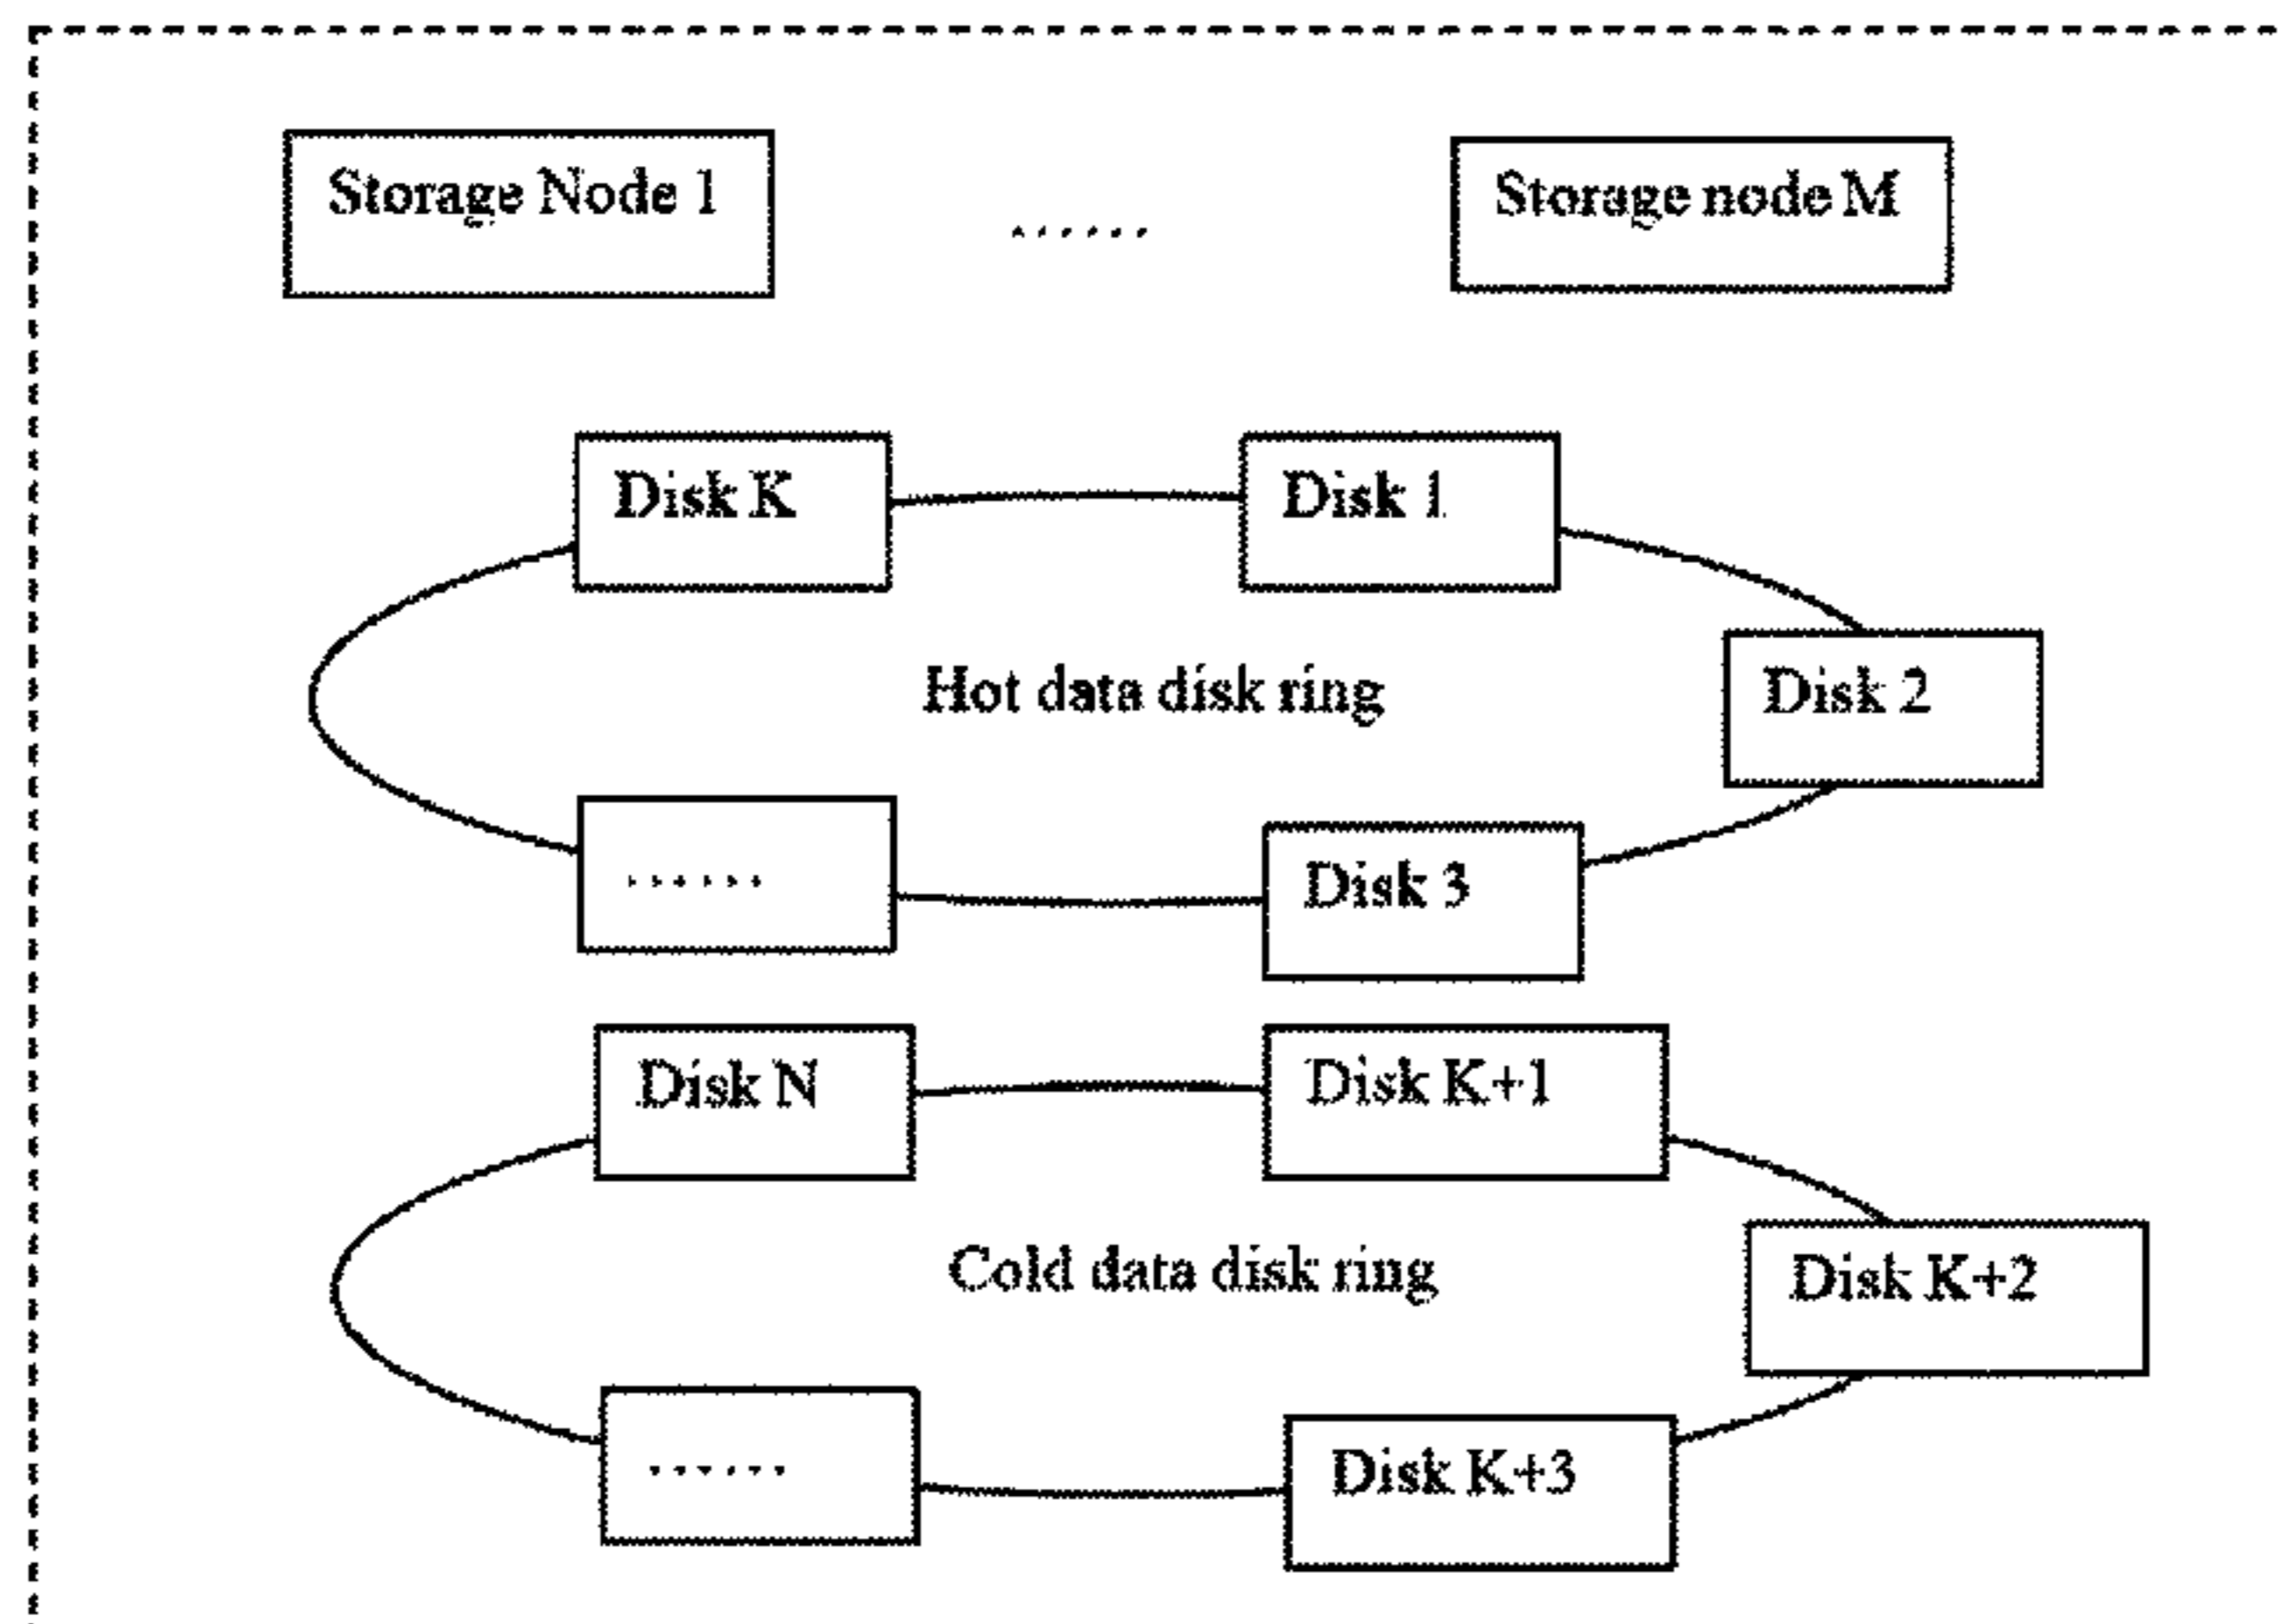 Storage Node 1
......
Storage node M
Disk K
Disk 1
Hot data disk ring
Disk 2
......
Disk 3
Disk N
Disk K+1
Cold data disk ring
Disk K+2
......
Disk K+3